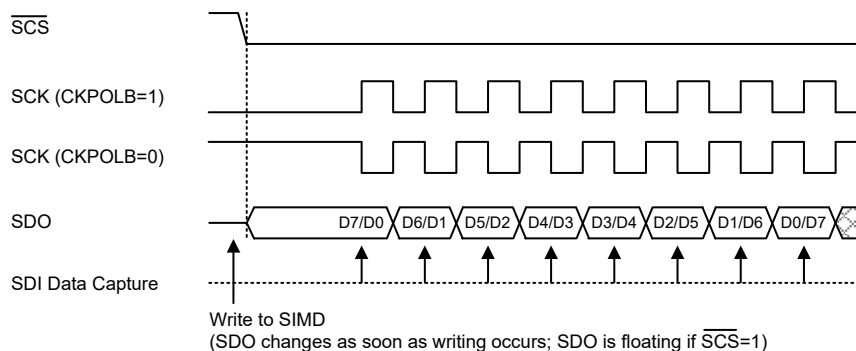 SCS
SCK (CKPOLB=1)
SCK (CKPOLB=0)
SDO D7/D0 D6/D1 D5/D2 D4/D3 D3/D4 D2/D5 D1/D6 D0/D7
SDI Data Capture
Write to SIMD
(SDO changes as soon as writing occurs; SDO is floating if SCS=1)